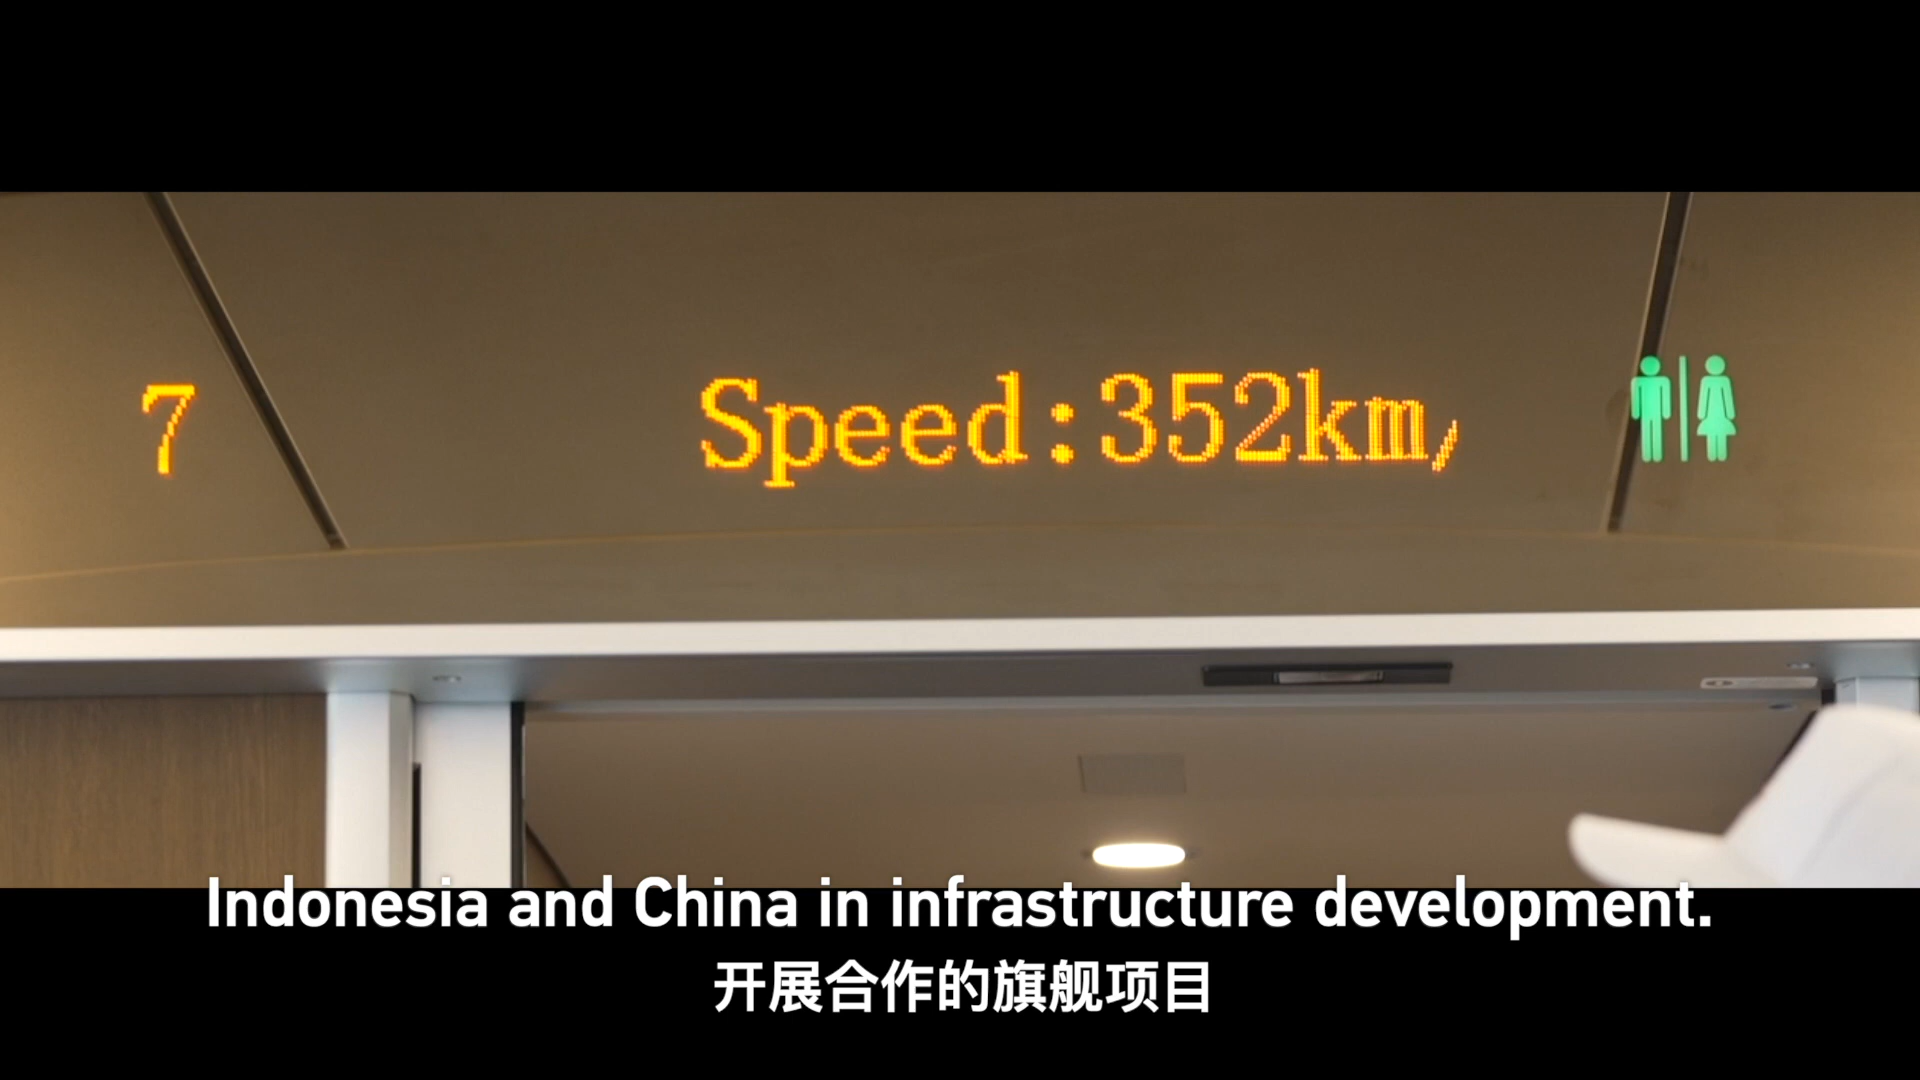 7
Speed:352km/
Indonesia and China in infrastructure development.
开展合作的旗舰项目